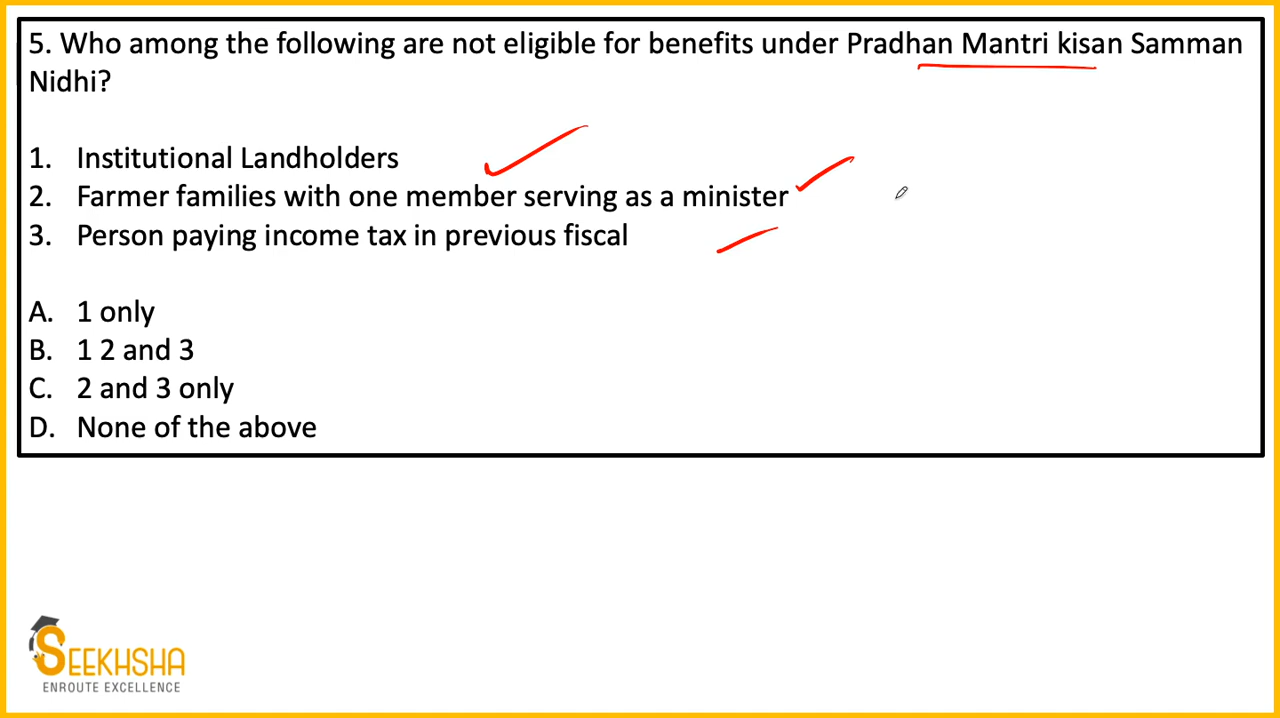 5. Who among the following are not eligible for benefits under Pradhan Mantri kisan Samman
Nidhi?
1. Institutional Landholders
2. Farmer families with one member serving as a minister
3. Person paying income tax in previous fiscal
A. 1 only
B. 1 2 and 3
C. 2 and 3 only
D. None of the above
SEEKHSHA
ENROUTE EXCELLENCE